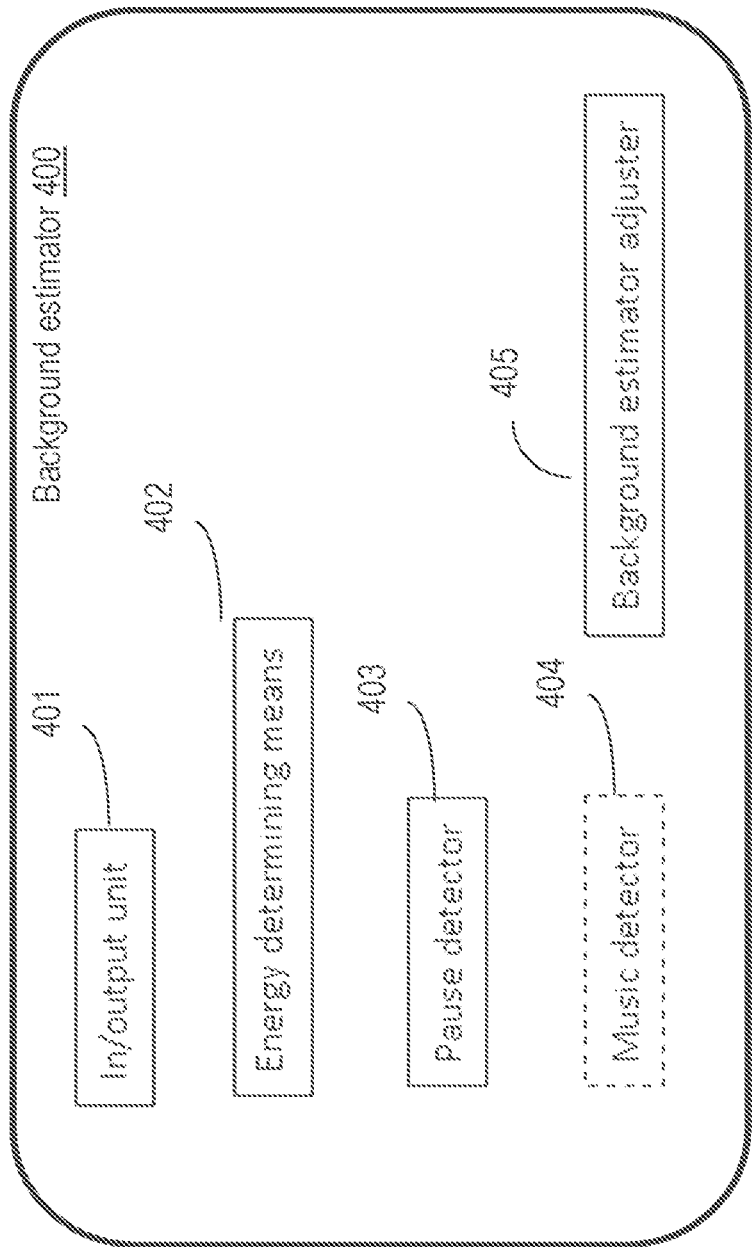 Background estimator 400
401
In/output unit
402
Energy determining means
403
Pause detector
404
Music detector
405
Background estimator adjuster